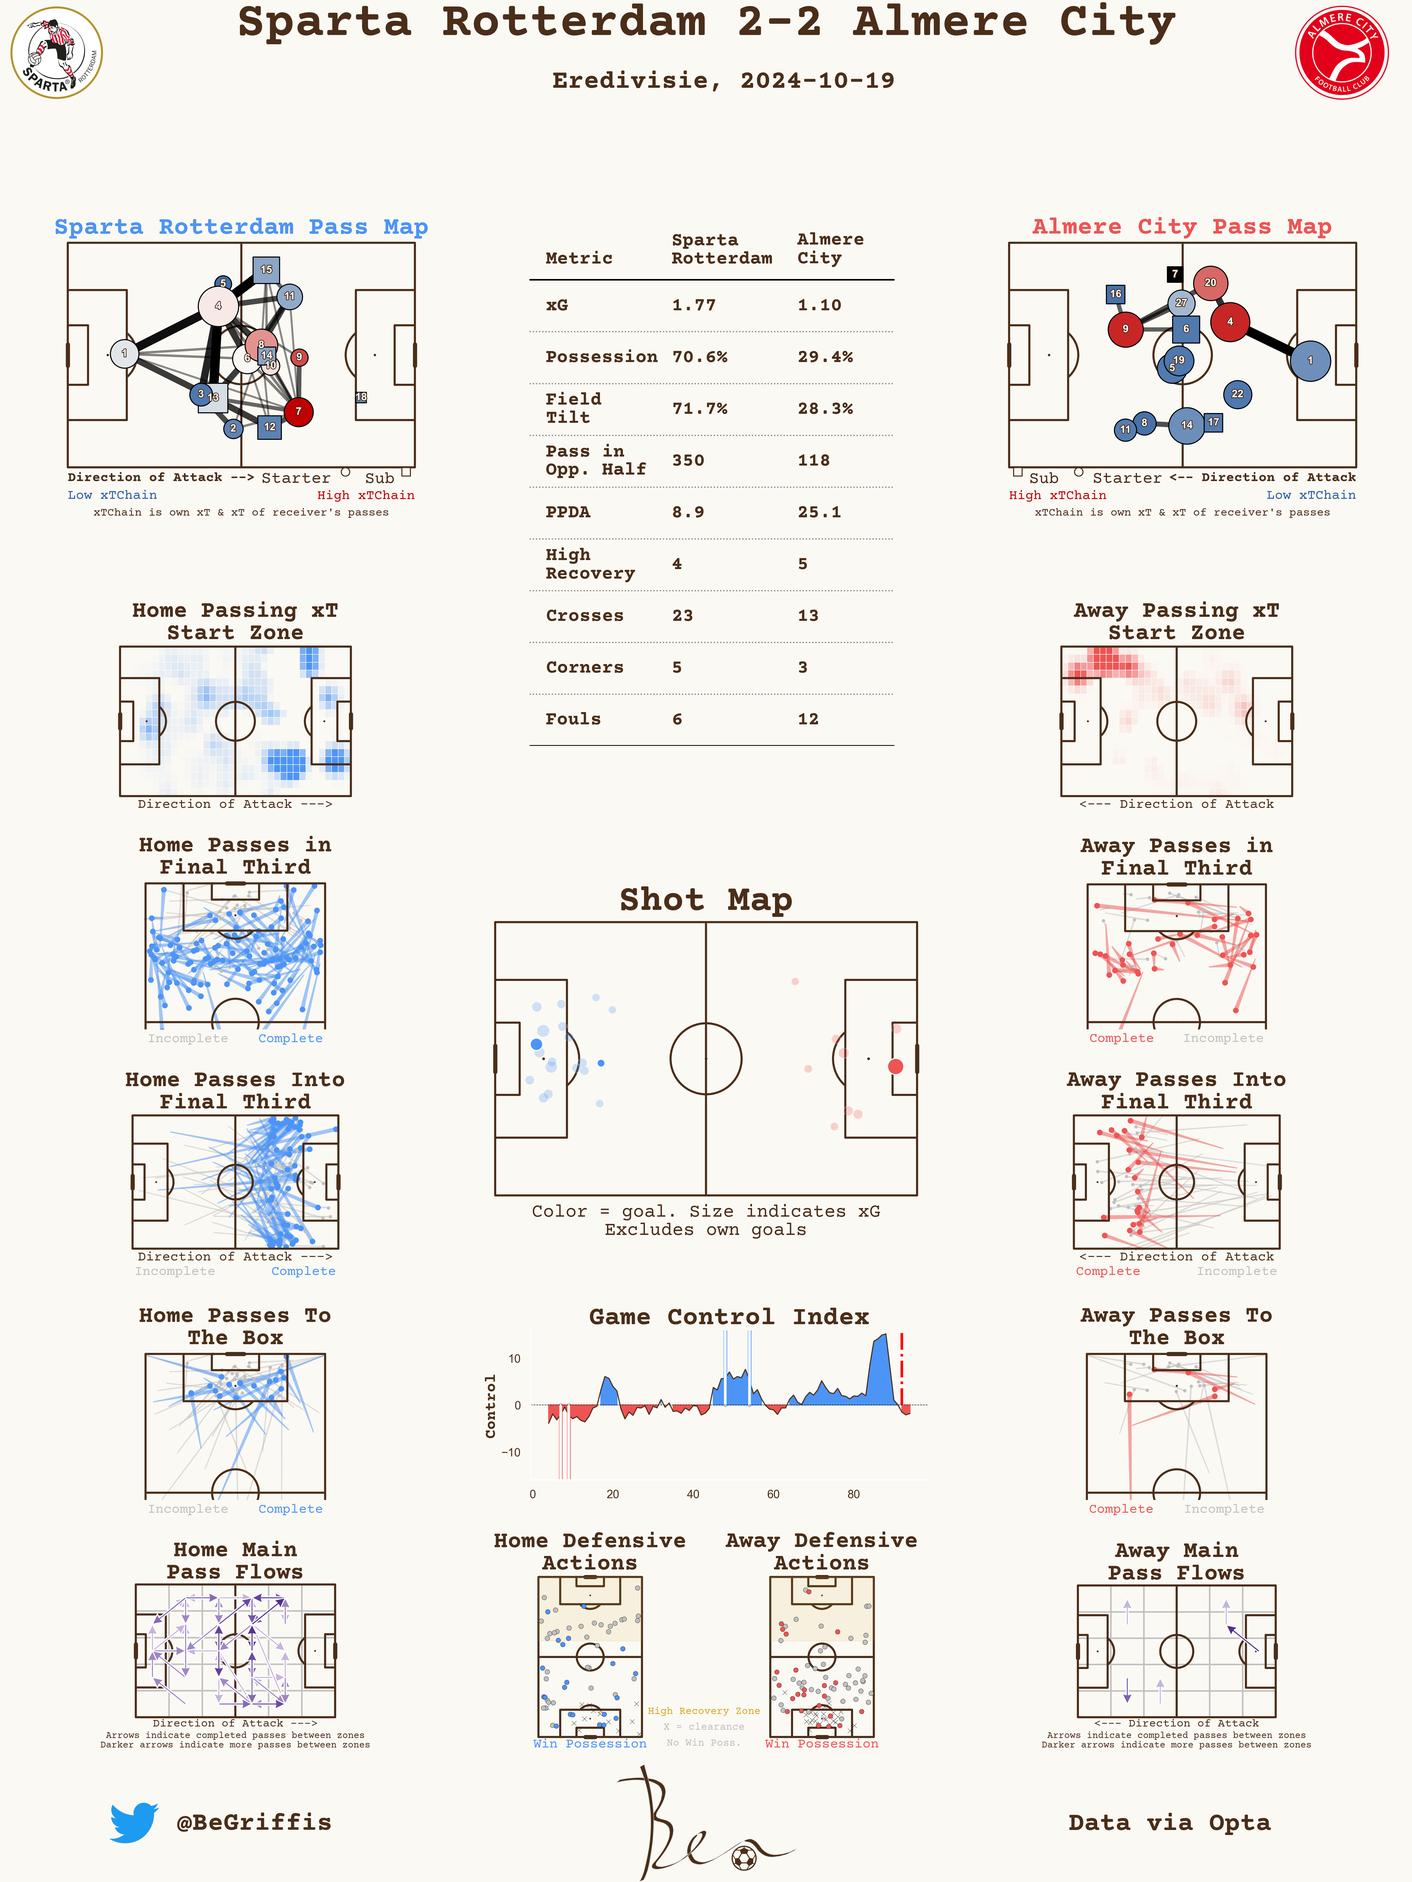 Sparta Rotterdam 2-2 Almere City
Eredivisie, 2024-10-19
SPARTA
ROTTERDAM
ALMERE CITY
FOOTBALL CLUB
Sparta Rotterdam Pass Map
1
2
3
4
5
6
7
8
9
10
11
12
13
14
15
18
Direction of Attack --> Starter Sub
Low xTChain High xTChain
xTChain is own xT & xT of receiver's passes
Metric Sparta Rotterdam Almere City
xG 1.77 1.10
Possession 70.6% 29.4%
Field Tilt 71.7% 28.3%
Pass in Opp. Half 350 118
PPDA 8.9 25.1
High Recovery 4 5
Crosses 23 13
Corners 5 3
Fouls 6 12
Almere City Pass Map
7
20
16
27
4
9
6
1
19
5
22
11
8
14
17
Sub Starter <-- Direction of Attack
High xTChain Low xTChain
xTChain is own xT & xT of receiver's passes
Home Passing xT
Start Zone
Direction of Attack --->
Away Passing xT
Start Zone
<--- Direction of Attack
Home Passes in
Final Third
Incomplete Complete
Away Passes in
Final Third
Complete Incomplete
Shot Map
Color = goal. Size indicates xG
Excludes own goals
Home Passes Into
Final Third
Direction of Attack --->
Incomplete Complete
Away Passes Into
Final Third
<--- Direction of Attack
Complete Incomplete
Home Passes To
The Box
Incomplete Complete
Game Control Index
Control
10
0
−10
0 20 40 60 80
Away Passes To
The Box
Complete Incomplete
Home Main
Pass Flows
Direction of Attack --->
Arrows indicate completed passes between zones
Darker arrows indicate more passes between zones
Home Defensive
Actions
Win Possession
High Recovery Zone
X = clearance
No Win Poss.
Away Defensive
Actions
Win Possession
Away Main
Pass Flows
<--- Direction of Attack
Arrows indicate completed passes between zones
Darker arrows indicate more passes between zones
@BeGriffis
Ben
Data via Opta